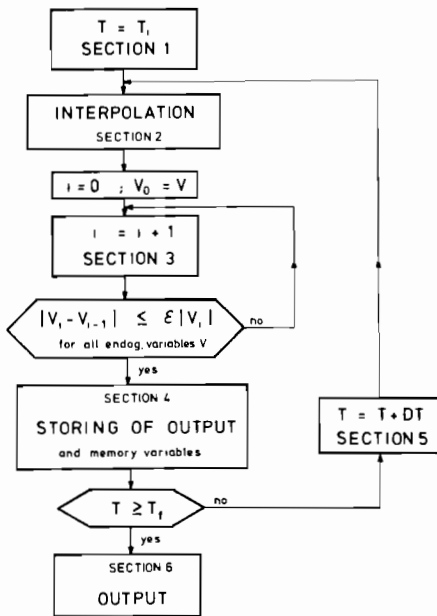 T = T₁
SECTION 1
INTERPOLATION
SECTION 2
i=0 ; V₀ = V
i = i + 1
SECTION 3
|Vᵢ-Vᵢ₋₁| ≤ ε|Vᵢ|
for all endog. variables V
no
yes
SECTION 4
STORING OF OUTPUT
and memory variables
T = T+DT
SECTION 5
T ≥ T_f
no
yes
SECTION 6
OUTPUT